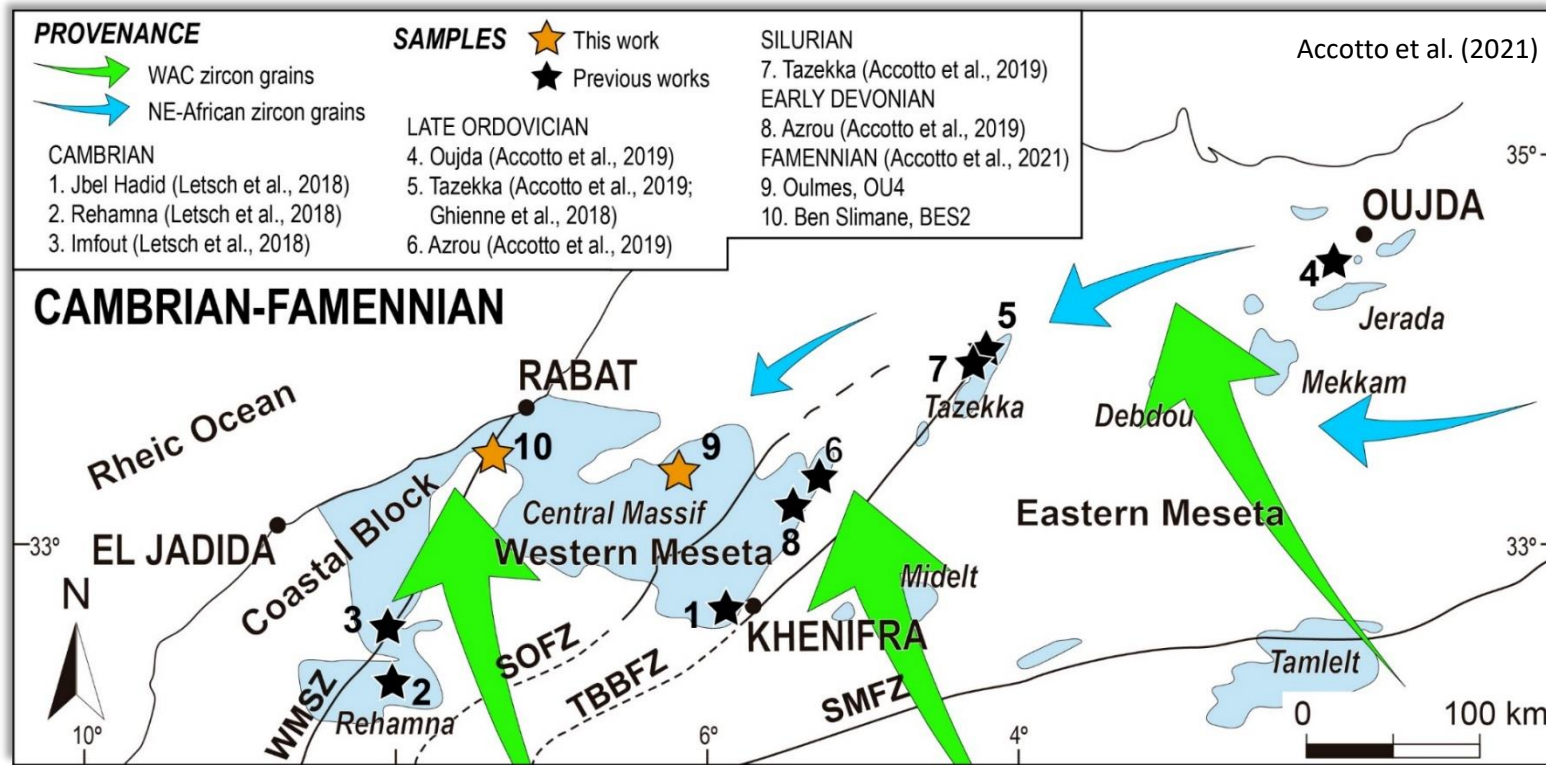 PROVENANCE
WAC zircon grains
NE-African zircon grains
CAMBRIAN
1. Jbel Hadid (Letsch et al., 2018)
2. Rehamna (Letsch et al., 2018)
3. Imfout (Letsch et al., 2018)
SAMPLES
This work
Previous works
LATE ORDOVICIAN
4. Oujda (Accotto et al., 2019)
5. Tazekka (Accotto et al., 2019;
Ghienne et al., 2018)
6. Azrou (Accotto et al., 2019)
SILURIAN
7. Tazekka (Accotto et al., 2019)
EARLY DEVONIAN
8. Azrou (Accotto et al., 2019)
FAMENNIAN (Accotto et al., 2021)
9. Oulmes, OU4
10. Ben Slimane, BES2
Accotto et al. (2021)
35º
CAMBRIAN-FAMENNIAN
OUJDA
4
Jerada
5
7
Tazekka
Mekkam
Debdou
RABAT
Rheic Ocean
10
9
6
Central Massif
8
Western Meseta
Eastern Meseta
33º
33º
EL JADIDA
Coastal Block
Midelt
N
3
1
KHENIFRA
2
Rehamna
WMSZ
SOFZ
TBBFZ
SMFZ
Tamlelt
0 100 km
10º
6º
4º